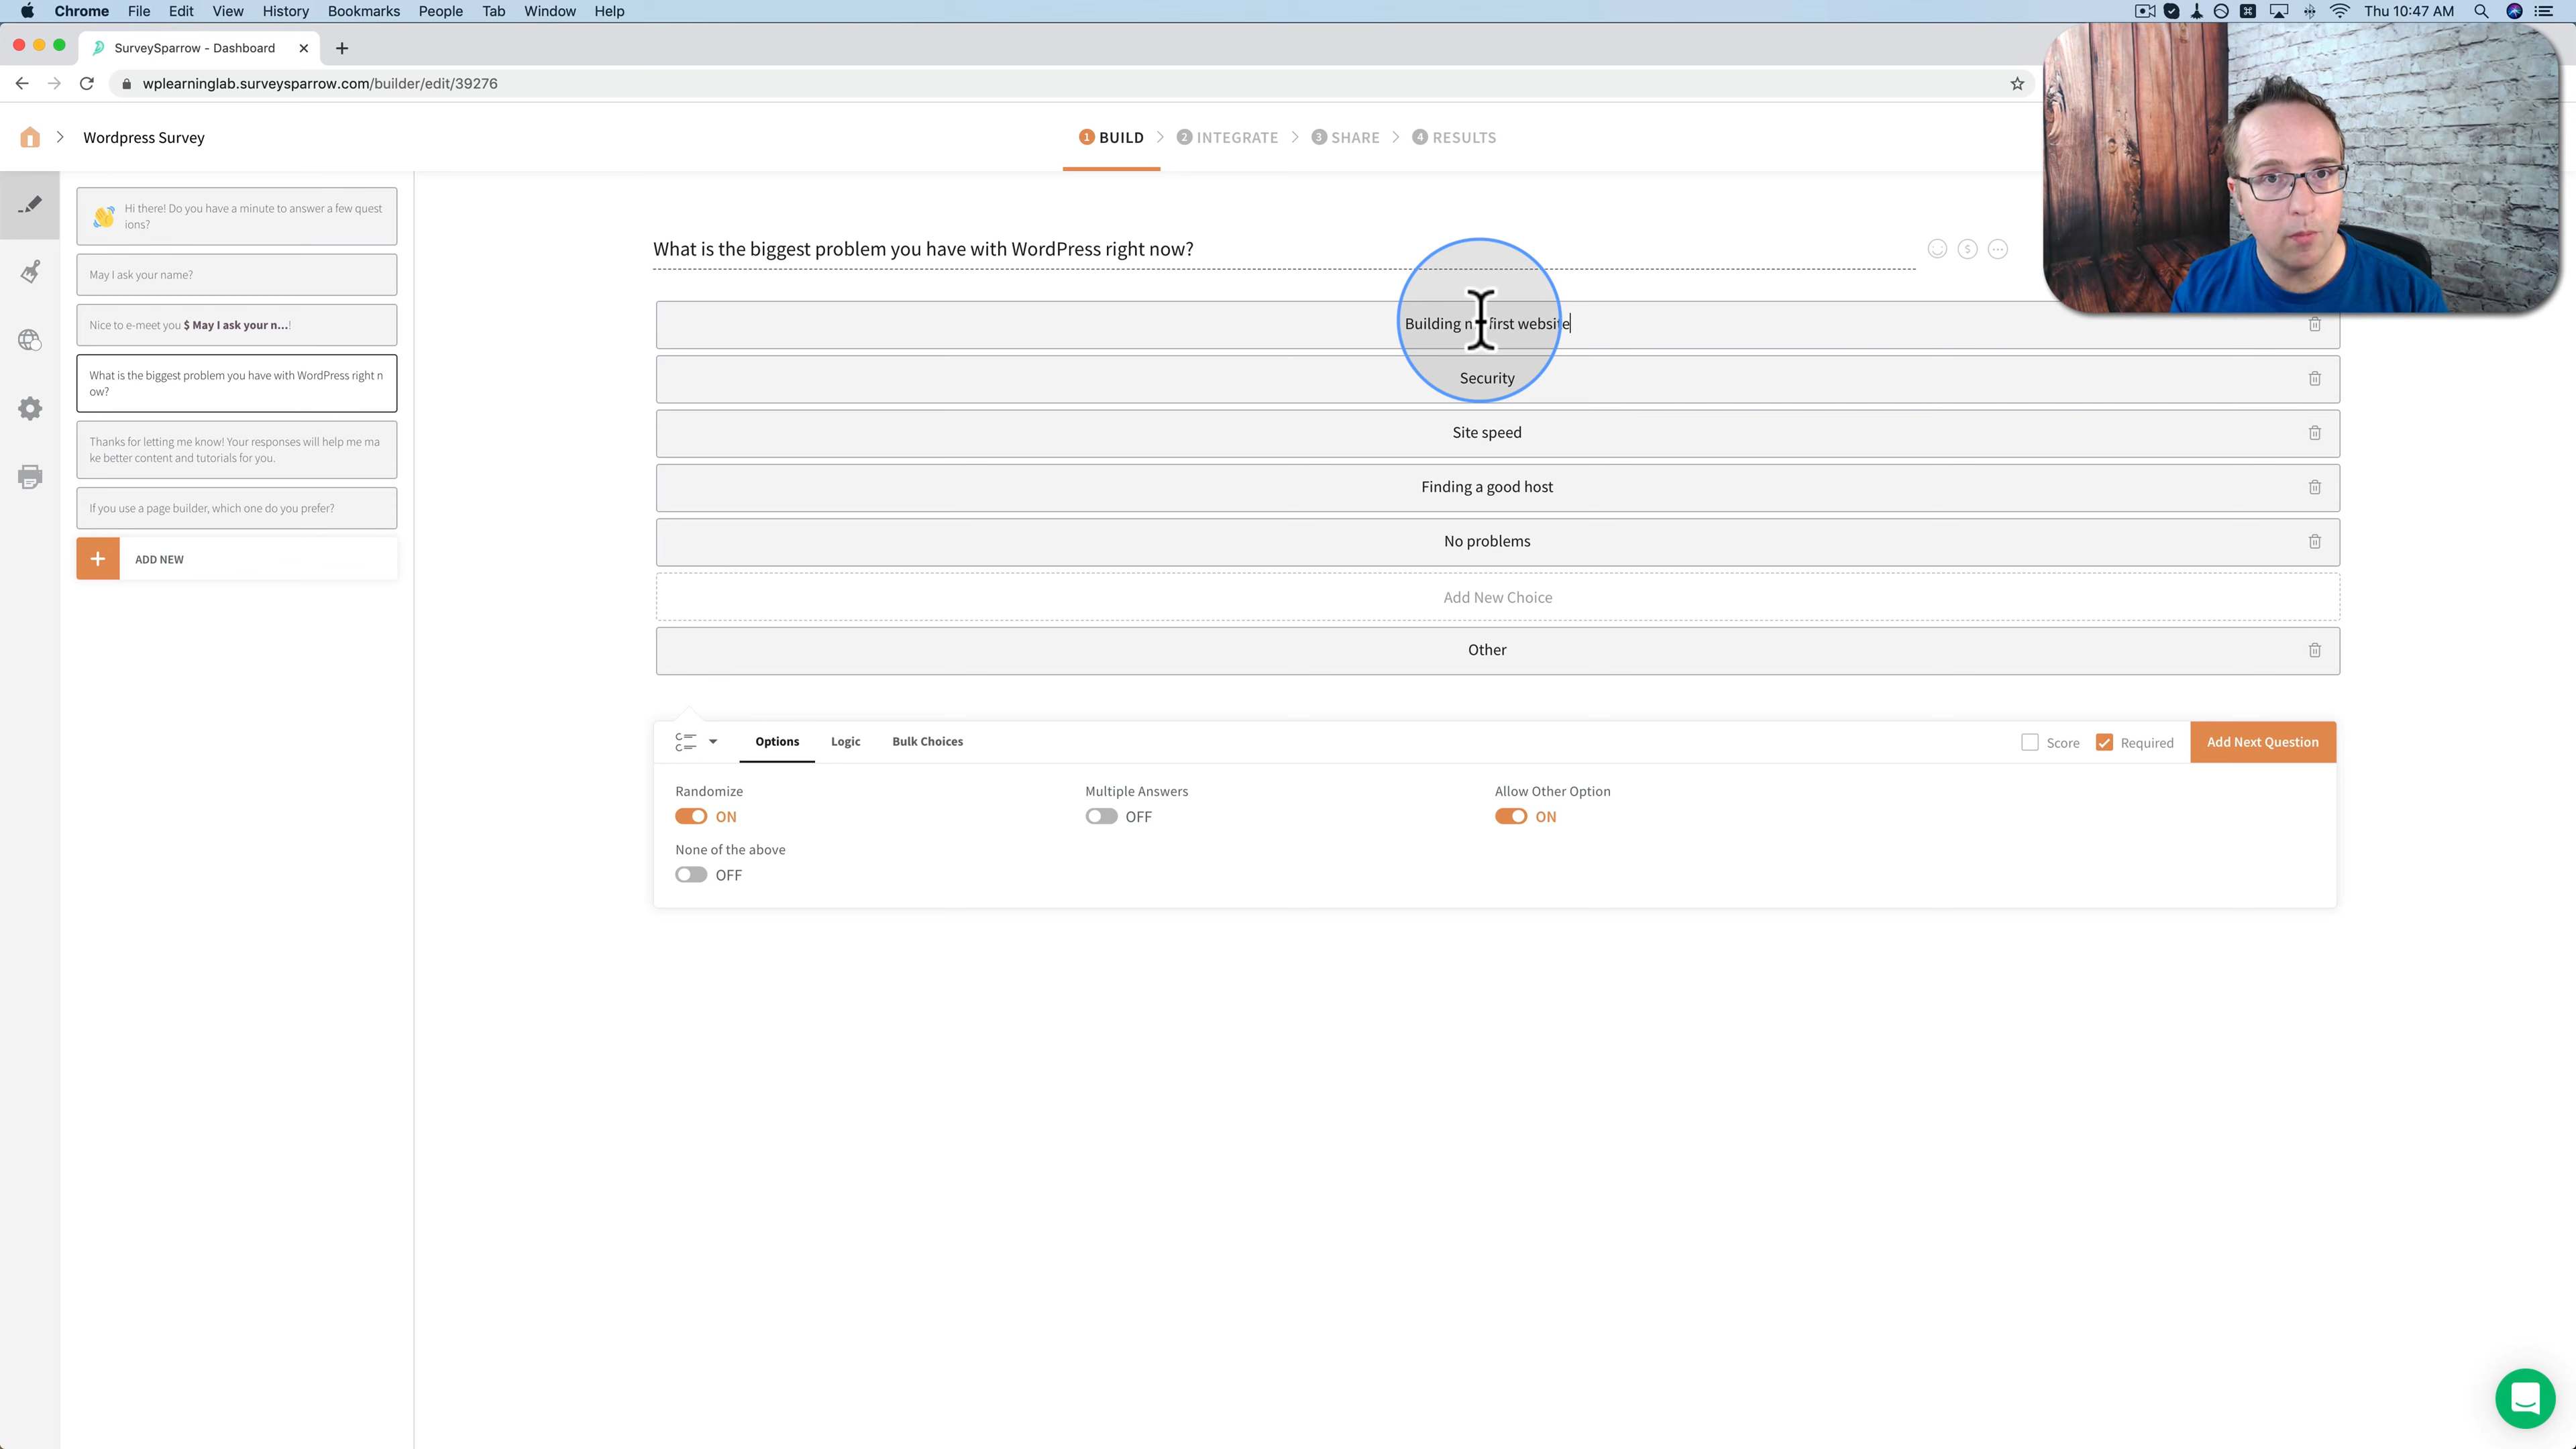 Chrome File Edit View History Bookmarks People Tab Window Help
Thu 10:47 AM
SurveySparrow - Dashboard
wplearninglab.surveysparrow.com/builder/edit/39276
Wordpress Survey
1 BUILD 2 INTEGRATE 3 SHARE 4 RESULTS
Hi there! Do you have a minute to answer a few quest
ions?
May I ask your name?
Nice to e-meet you $ May I ask your n...!
What is the biggest problem you have with WordPress right n
ow?
Thanks for letting me know! Your responses will help me ma
ke better content and tutorials for you.
If you use a page builder, which one do you prefer?
+ ADD NEW
What is the biggest problem you have with WordPress right now?
Building first website
Security
Site speed
Finding a good host
No problems
Add New Choice
Other
Options Logic Bulk Choices
Score Required Add Next Question
Randomize Multiple Answers Allow Other Option
ON OFF ON
None of the above
OFF